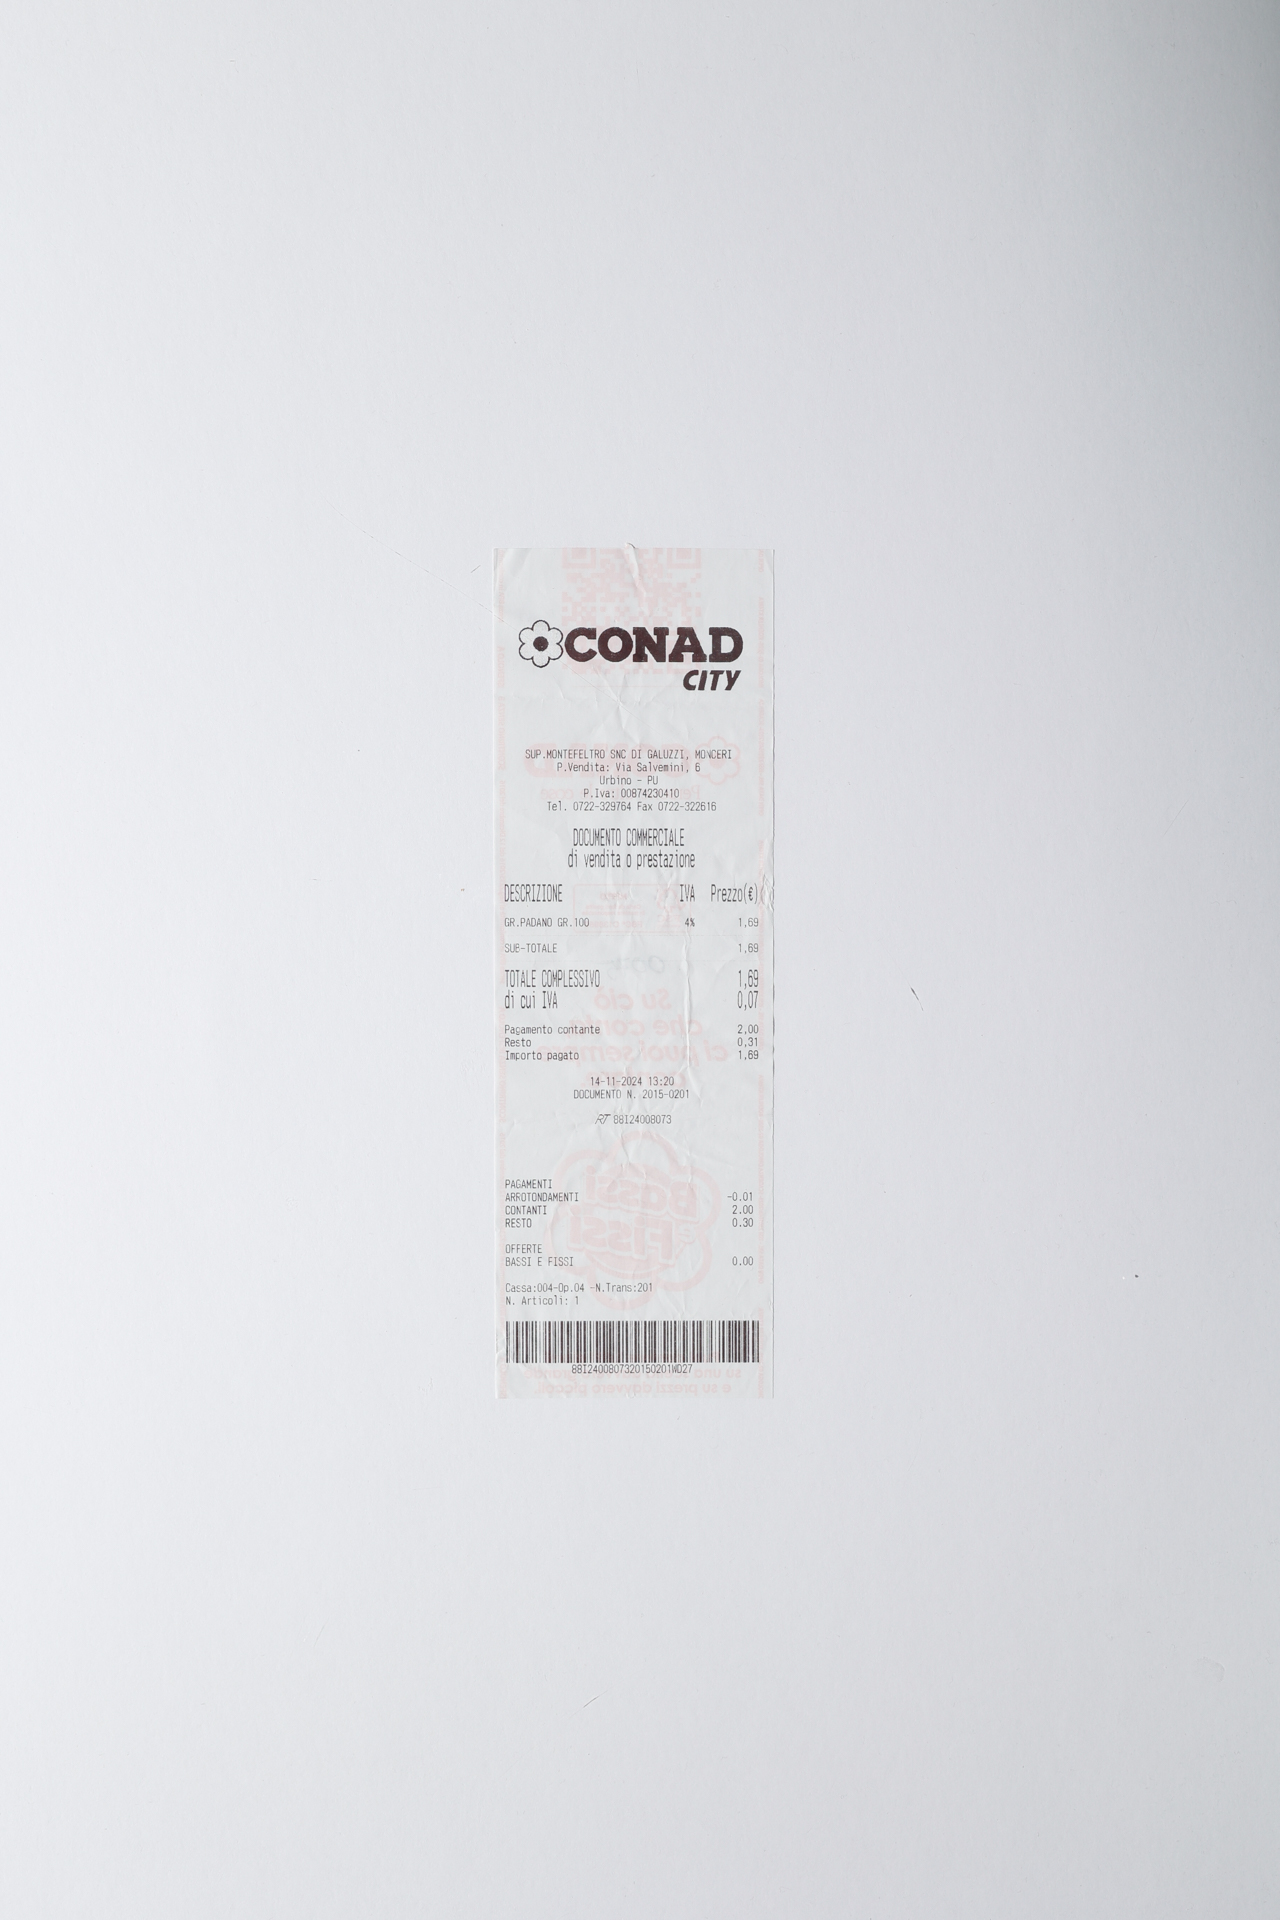 CONAD
CITY
SUP.MONTEFELTRO SNC DI GALUZZI, MONCERI
P.Vendita: Via Salvemini, 6
Urbino - PU
P.Iva: 00874230410
Tel. 0722-329764 Fax 0722-322616
DOCUMENTO COMMERCIALE
di vendita o prestazione
DESCRIZIONE IVA Prezzo(€)
GR.PADANO GR.100 4% 1,69
SUB-TOTALE 1,69
TOTALE COMPLESSIVO 1,69
di cui IVA 0,07
Pagamento contante 2,00
Resto 0,31
Importo pagato 1,69
14-11-2024 13:20
DOCUMENTO N. 2015-0201
RT 88I24008073
PAGAMENTI
ARROTONDAMENTI -0.01
CONTANTI 2.00
RESTO 0.30
OFFERTE
BASSI E FISSI 0.00
Cassa:004-Op.04 -N.Trans:201
N. Articoli: 1
88I2400807320150201WD27